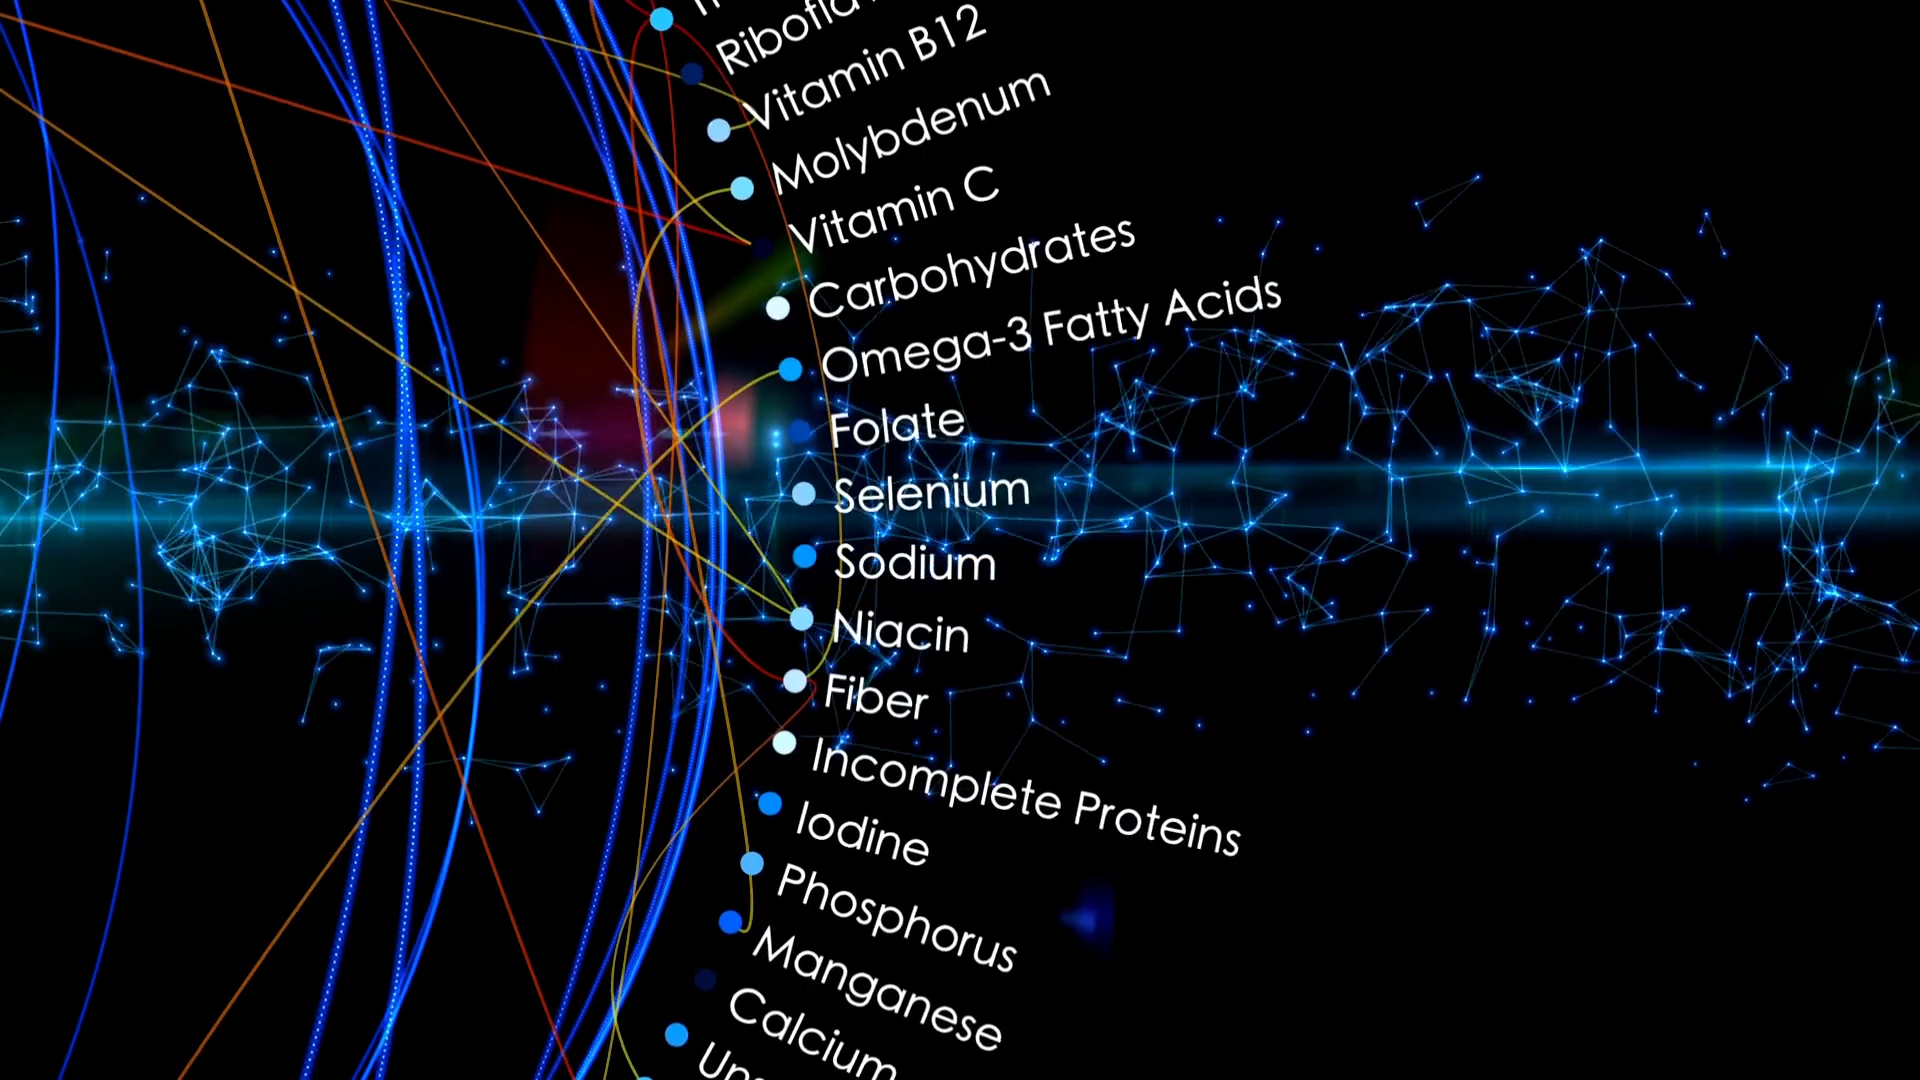 Vitamin B12
Molybdenum
Vitamin C
Carbohydrates
Omega-3 Fatty Acids
Folate
Selenium
Sodium
Niacin
Fiber
Incomplete Proteins
Iodine
Phosphorus
Manganese
Calcium